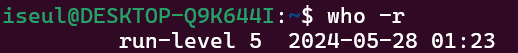 iseul@DESKTOP-Q9K644I:~$ who -r
         run-level 5  2024-05-28 01:23